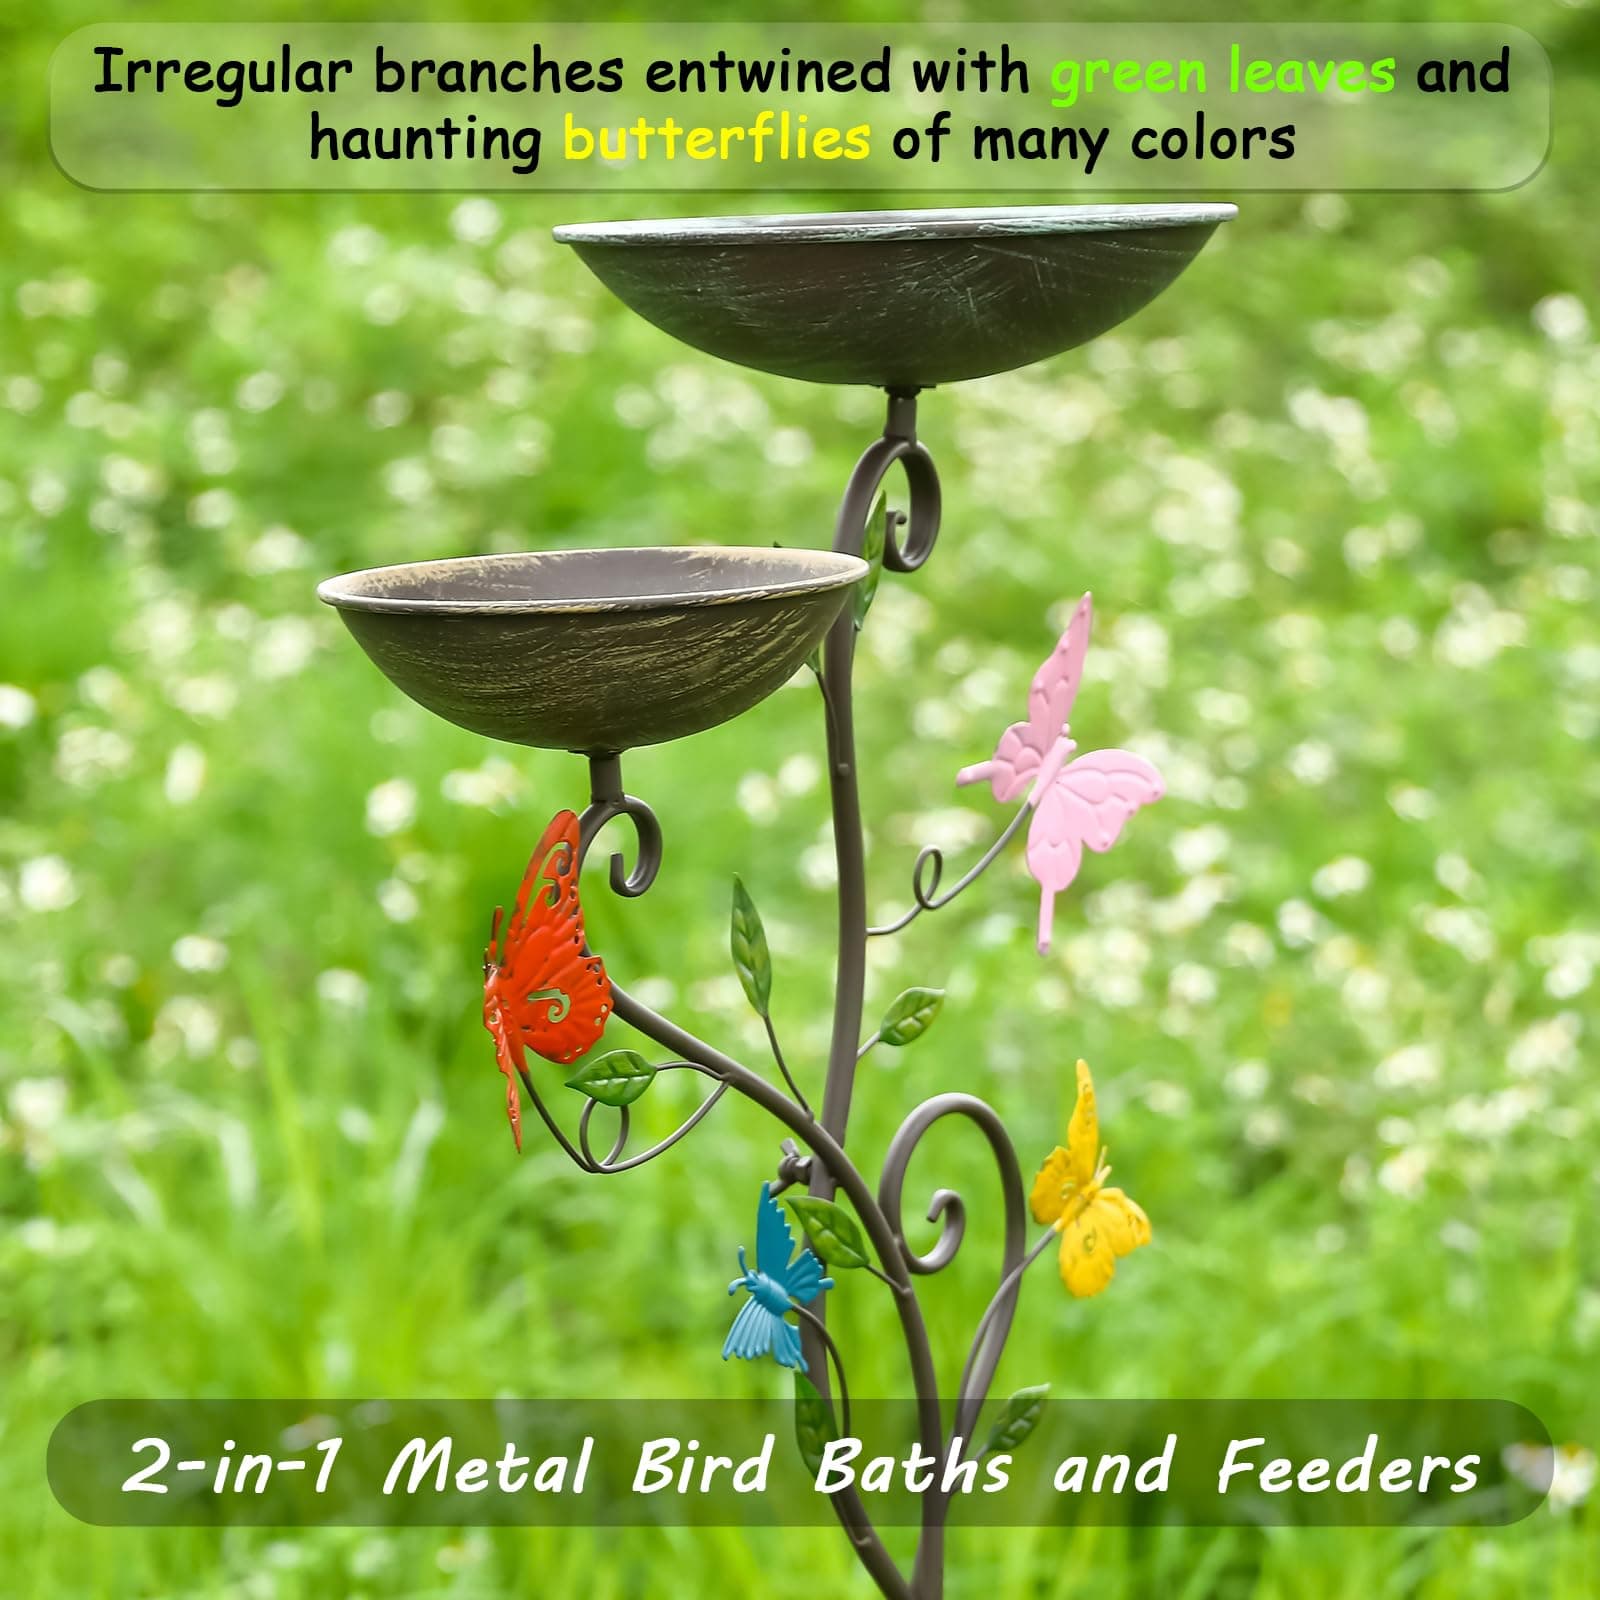 Irregular branches entwined with green leaves and
haunting butterflies of many colors
2-in-1 Metal Bird Baths and Feeders